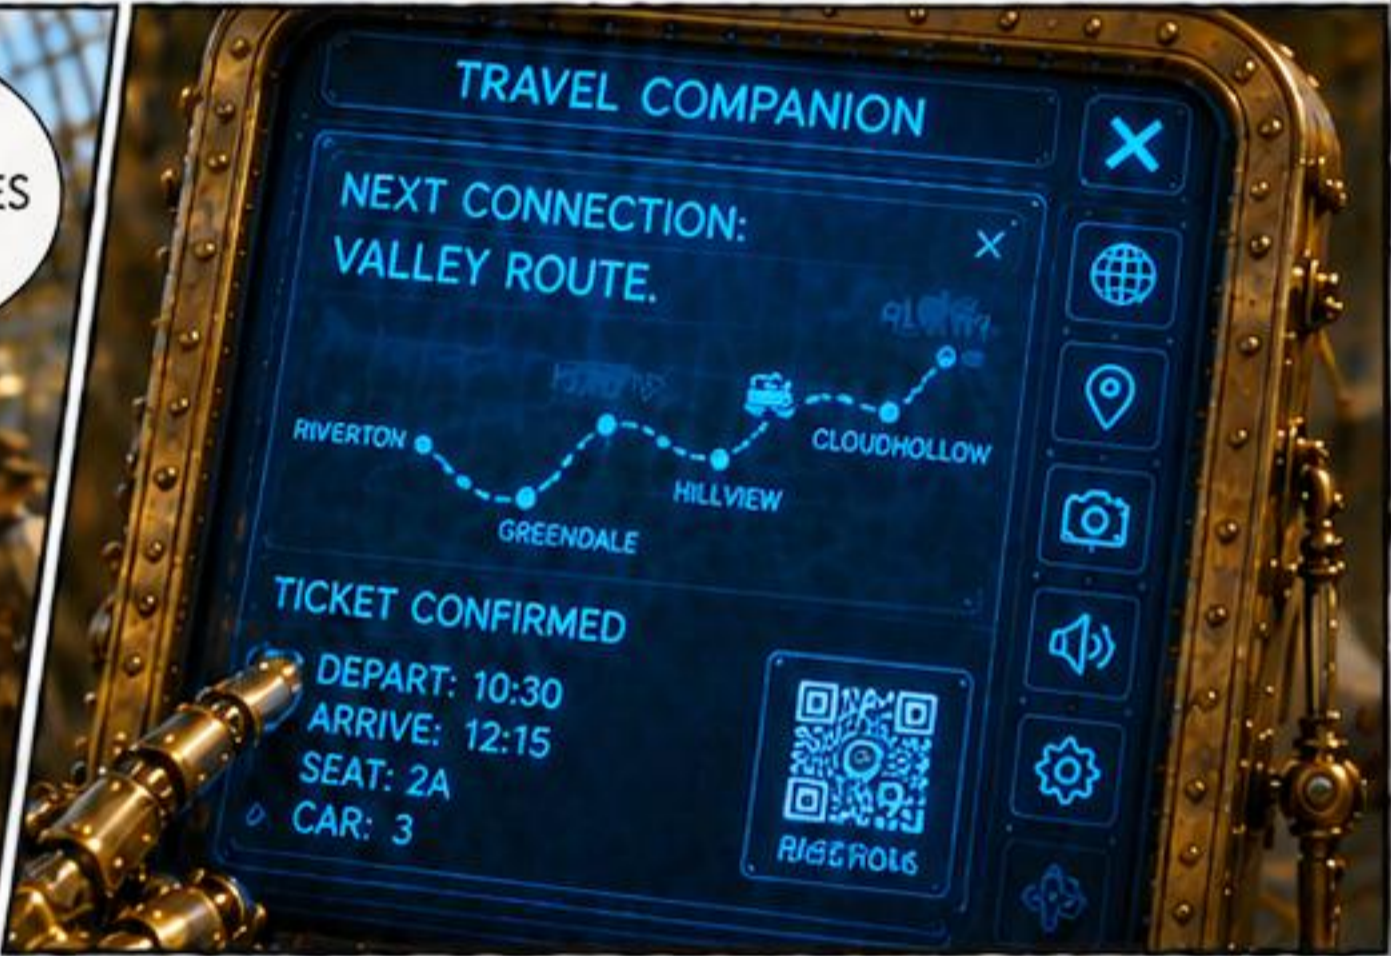 ES
TRAVEL COMPANION
NEXT CONNECTION:
VALLEY ROUTE.
RIVERTON
CLOUDHOLLOW
HILLVIEW
GREENDALE
TICKET CONFIRMED
DEPART: 10:30
ARRIVE: 12:15
SEAT: 2A
CAR: 3